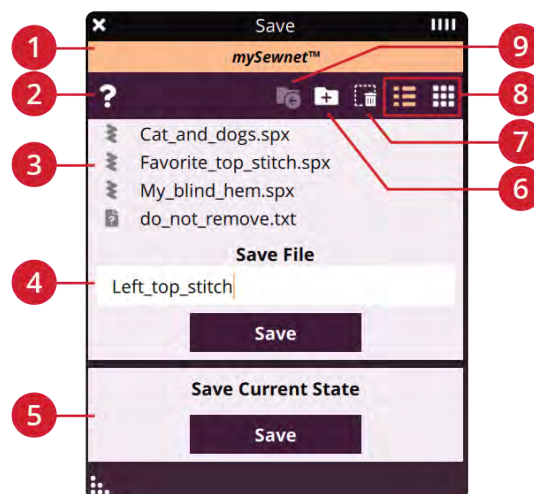 Save
mySewnet™
?
Cat_and_dogs.spx
Favorite_top_stitch.spx
My_blind_hem.spx
? do_not_remove.txt
Save File
Left_top_stitch
Save
Save Current State
Save
1
2
3
4
5
9
8
7
6